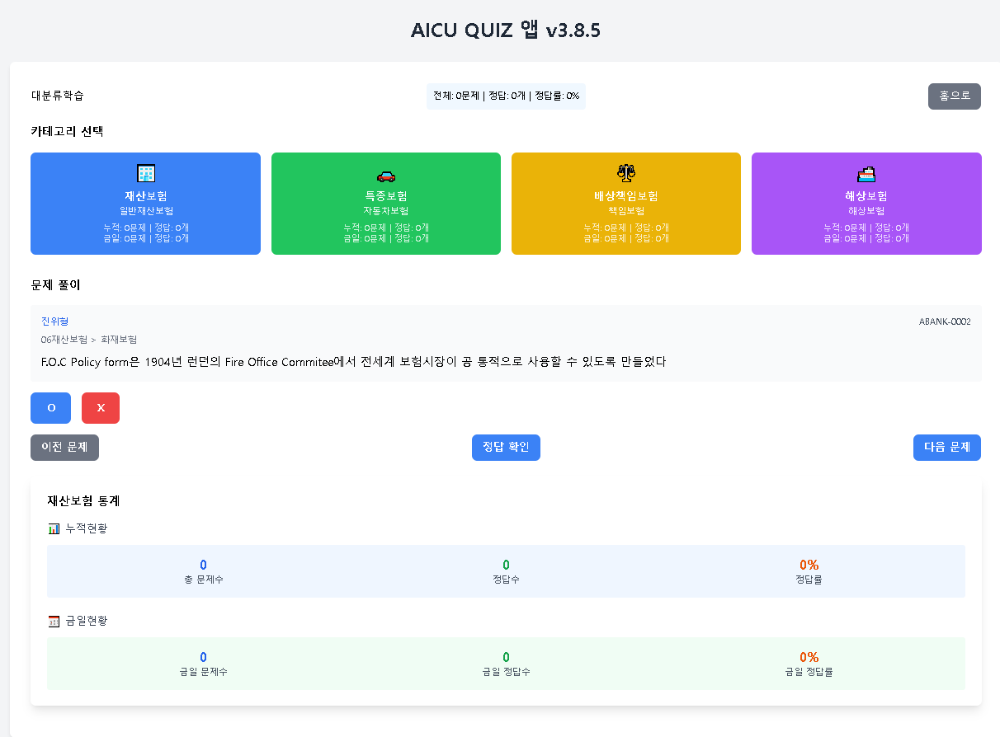 AICU QUIZ 앱 v3.8.5
대분류학습
전체: 0문제 | 정답: 0개 | 정답률: 0%
홈으로
카테고리 선택
재산보험
일반재산보험
누적: 0문제 | 정답: 0개
금일: 0문제 | 정답: 0개
특종보험
자동차보험
누적: 0문제 | 정답: 0개
금일: 0문제 | 정답: 0개
배상책임보험
책임보험
누적: 0문제 | 정답: 0개
금일: 0문제 | 정답: 0개
해상보험
해상보험
누적: 0문제 | 정답: 0개
금일: 0문제 | 정답: 0개
문제 풀이
진위형
ABANK-0002
06재산보험 > 화재보험
F.O.C Policy form은 1904년 런던의 Fire Office Commitee에서 전세계 보험시장이 공 통적으로 사용할 수 있도록 만들었다
O
X
이전 문제
정답 확인
다음 문제
재산보험 통계
누적현황
0
총 문제수
0
정답수
0%
정답률
금일현황
0
금일 문제수
0
금일 정답수
0%
금일 정답률